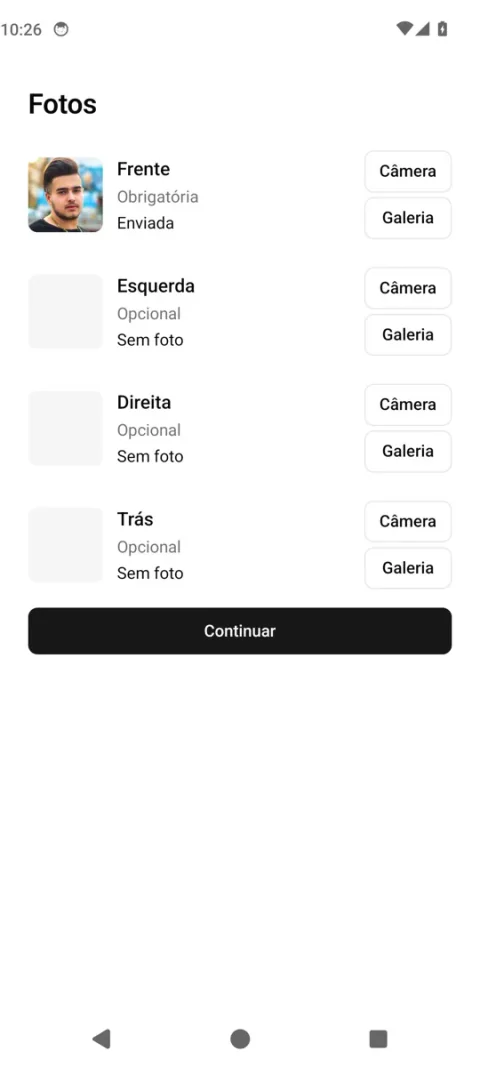 10:26
Fotos
Frente
Obrigatória
Enviada
Câmera
Galeria
Esquerda
Opcional
Sem foto
Câmera
Galeria
Direita
Opcional
Sem foto
Câmera
Galeria
Trás
Opcional
Sem foto
Câmera
Galeria
Continuar